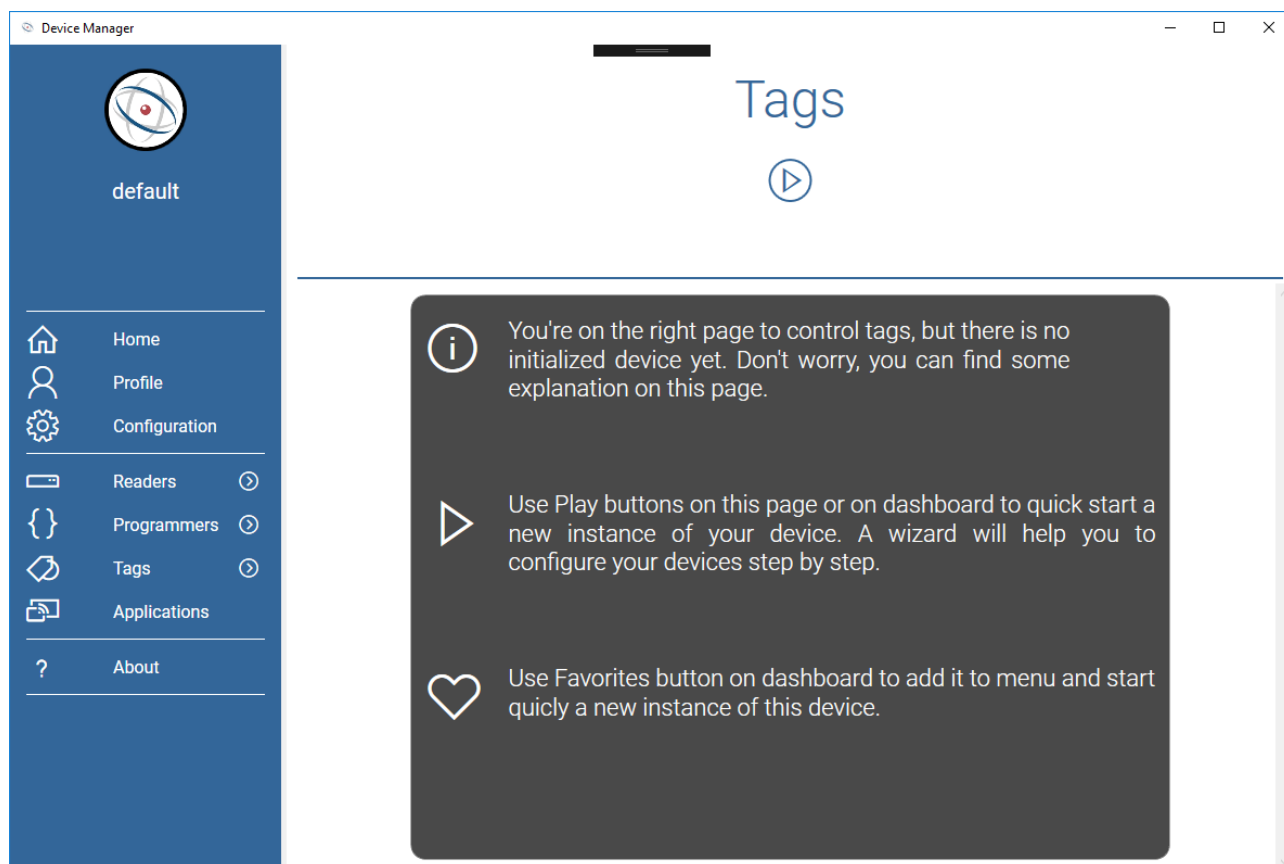 Device Manager
default
Home
Profile
Configuration
Readers
Programmers
Tags
Applications
? About
Tags
You're on the right page to control tags, but there is no
initialized device yet. Don't worry, you can find some
explanation on this page.
Use Play buttons on this page or on dashboard to quick start a
new instance of your device. A wizard will help you to
configure your devices step by step.
Use Favorites button on dashboard to add it to menu and start
quicly a new instance of this device.